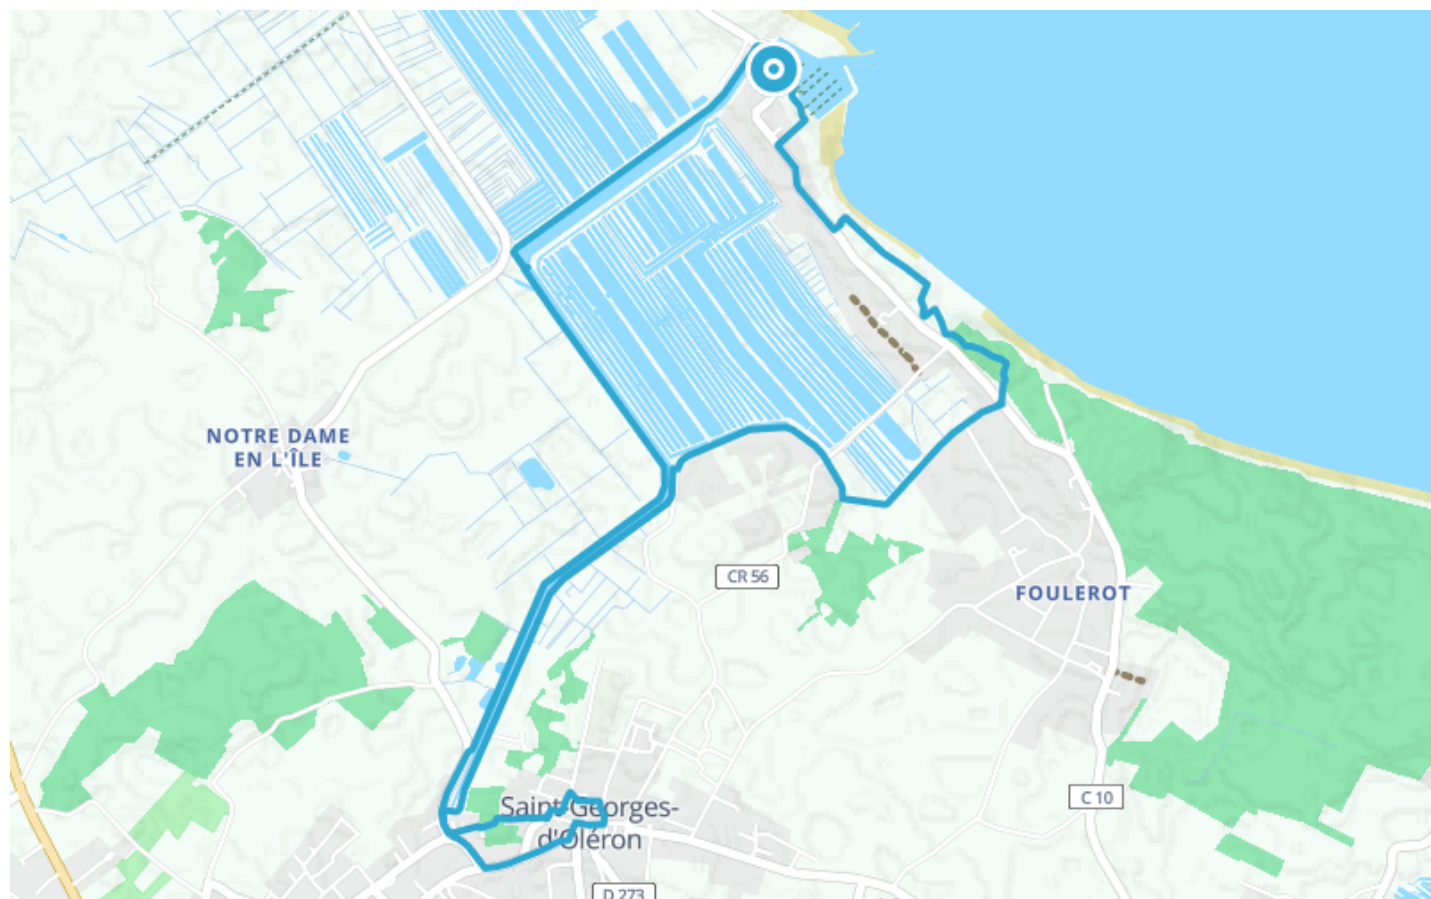 NOTRE DAME
EN L'ÎLE
CR 56
FOULEROT
C 10
Saint-Georges-
d'Oléron
D 273